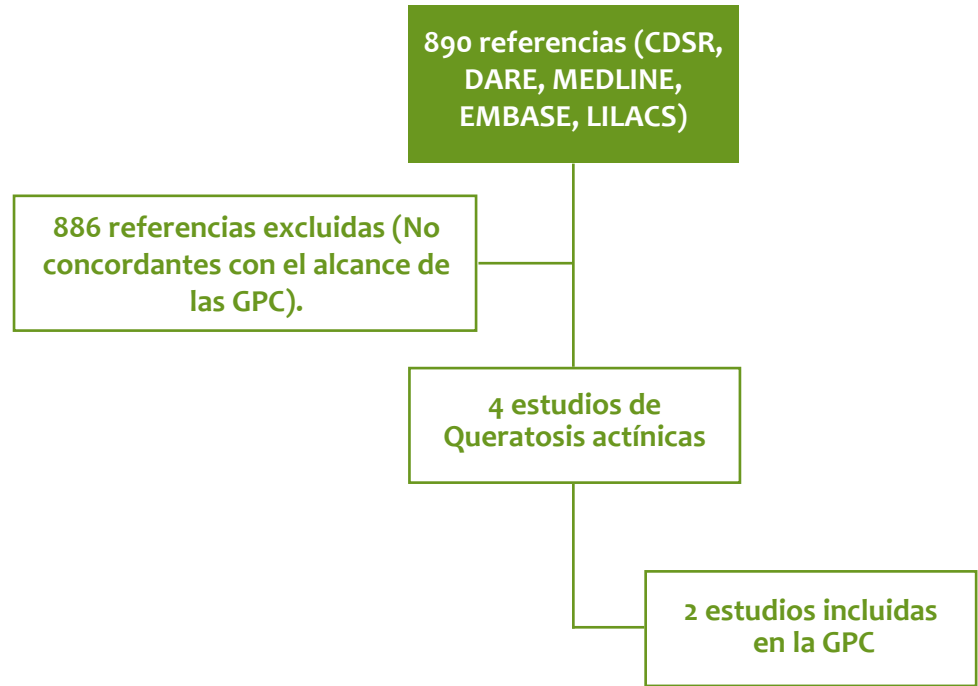 890 referencias (CDSR,
DARE, MEDLINE,
EMBASE, LILACS)
886 referencias excluidas (No
concordantes con el alcance de
las GPC).
4 estudios de
Queratosis actínicas
2 estudios incluidas
en la GPC